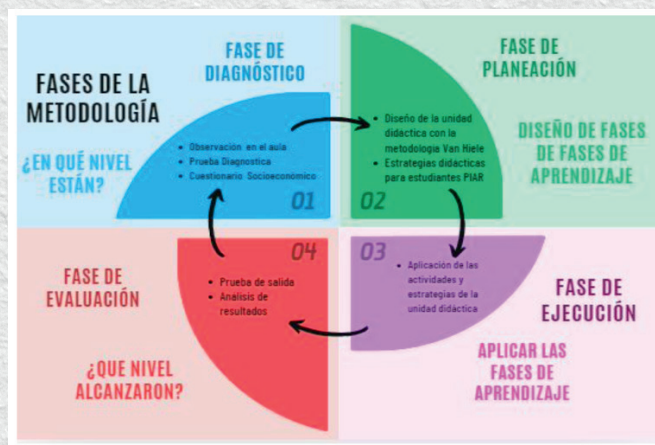 FASES DE LA
METODOLOGÍA
¿EN QUÉ NIVEL
ESTÁN?
FASE DE
DIAGNÓSTICO
• Observación en el aula
• Prueba Diagnostica
• Cuestionario Socioeconómico
01
FASE DE
PLANEACIÓN
DISEÑO DE FASES
DE FASES DE
APRENDIZAJE
• Diseño de la unidad
didáctica con la
metodología Van Hiele
• Estrategias didácticas
para estudiantes PIAR
02
03
• Aplicación de las
actividades y
estrategias de la
unidad didáctica
FASE DE
EJECUCIÓN
APLICAR LAS
FASES DE
APRENDIZAJE
04
• Prueba de salida
• Analisis de
resultados
FASE DE
EVALUACIÓN
¿QUE NIVEL
ALCANZARON?